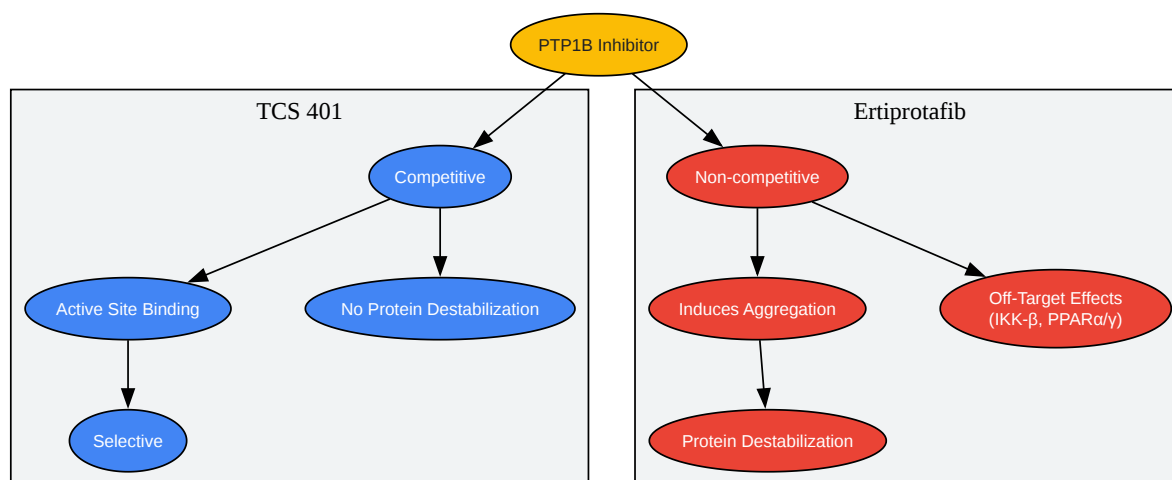 PTP1B Inhibitor
TCS 401
Ertiprotafib
Competitive
Non-competitive
Active Site Binding
No Protein Destabilization
Induces Aggregation
Off-Target Effects
(IKK-β, PPARα/γ)
Selective
Protein Destabilization